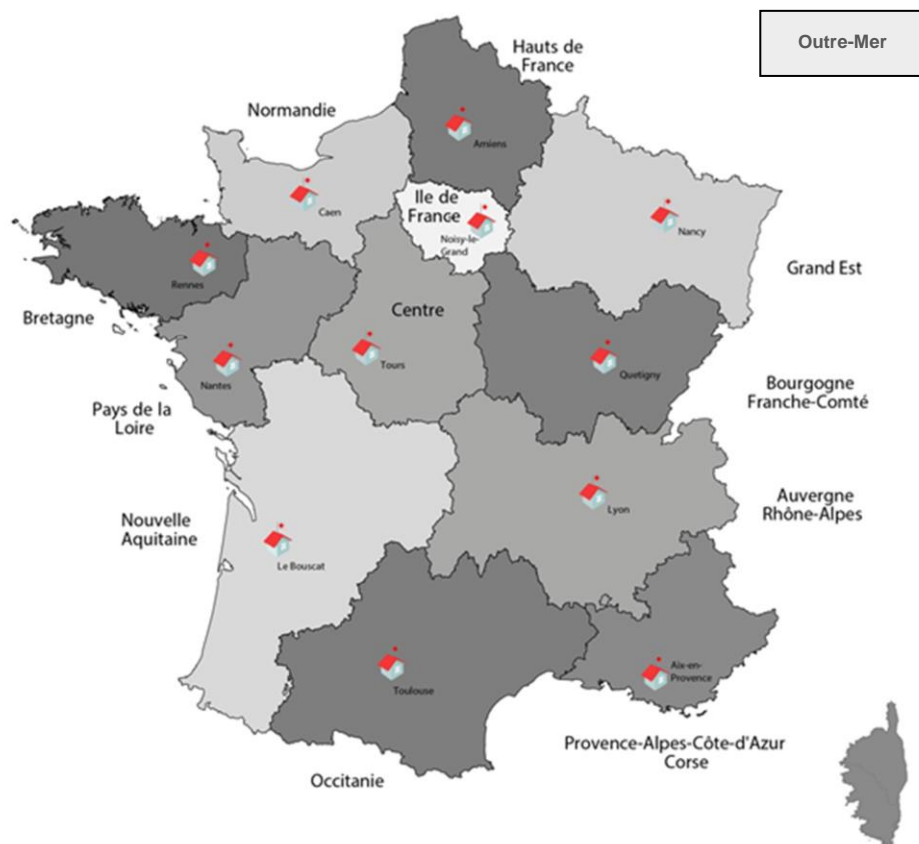 Outre-Mer
Hauts de
France
Normandie
Amiens
Ile de
France
Caen
Noisy-le-
Grand
Nancy
Rennes
Grand Est
Bretagne
Centre
Tours
Nantes
Quetigny
Bourgogne
Franche-Comté
Pays de la
Loire
Auvergne
Rhône-Alpes
Lyon
Nouvelle
Aquitaine
Le Bouscat
Aix-en-
Provence
Toulouse
Provence-Alpes-Côte-d'Azur
Corse
Occitanie